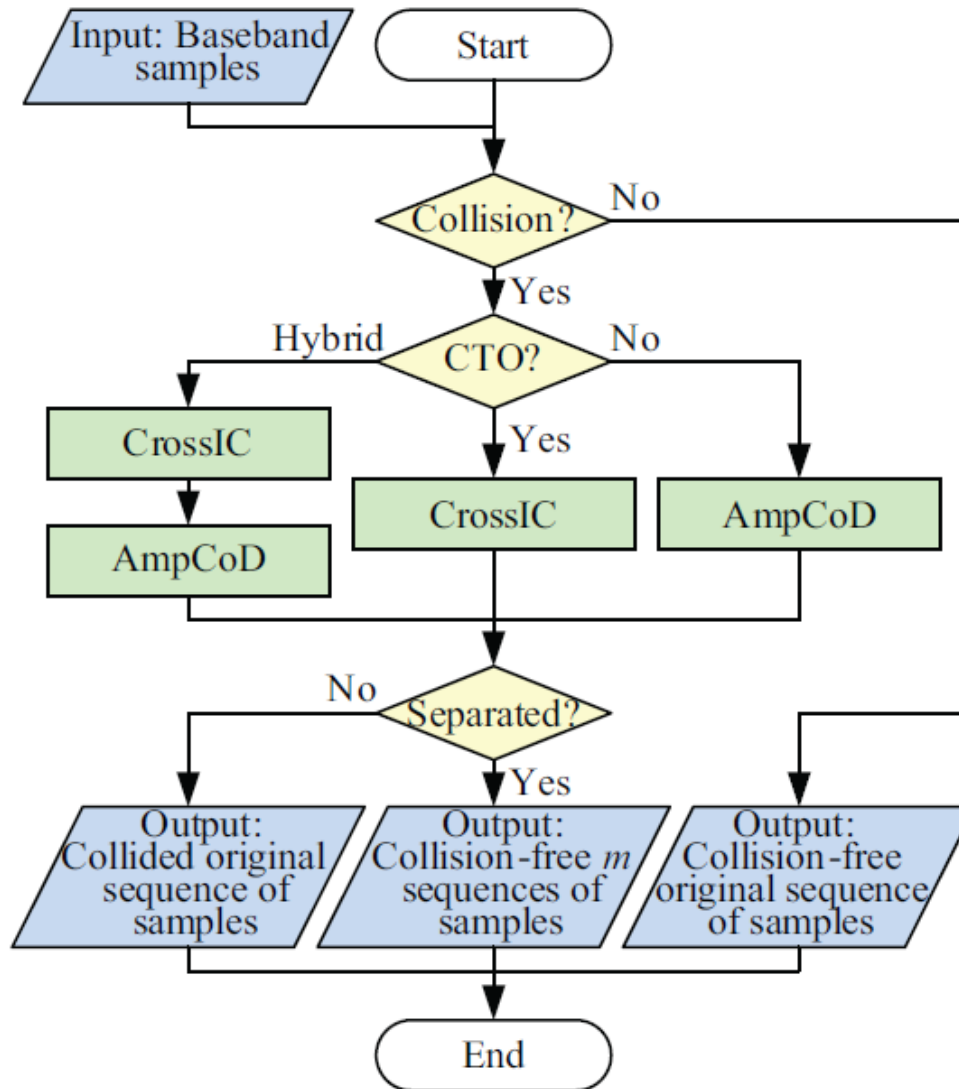 Input: Baseband
samples
Start
Collision?
No
Yes
Hybrid
CTO?
No
CrossIC
Yes
CrossIC
AmpCoD
AmpCoD
No
Separated?
Yes
Output:
Collided original
sequence of
samples
Output:
Collision-free m
sequences of
samples
Output:
Collision-free
original sequence
of samples
End